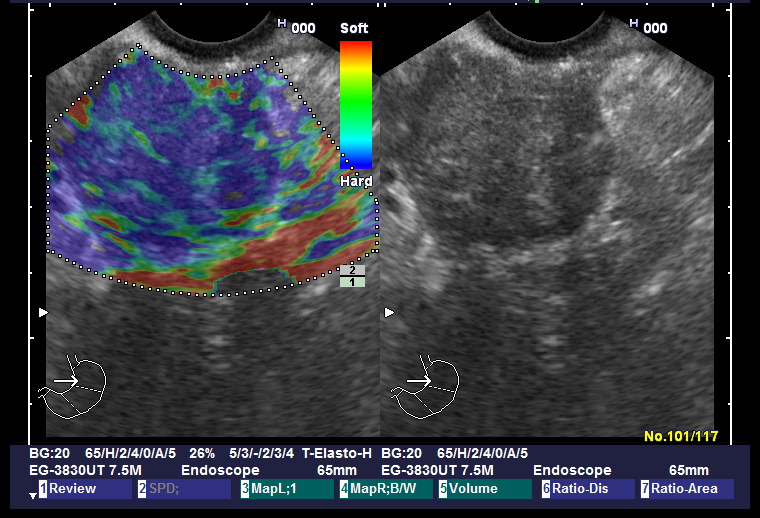 H 000 Soft H 000
Hard
2
1
No.101/117
BG:20 65/H/2/4/0/A/5 26% 5/3/-/2/3/4 T-Elasto-H BG:20 65/H/2/4/0/A/5
EG-3830UT 7.5M Endoscope 65mm EG-3830UT 7.5M Endoscope 65mm
1 Review 2 SPD; 3 MapL;1 4 MapR;B/W 5 Volume 6 Ratio-Dis 7 Ratio-Area